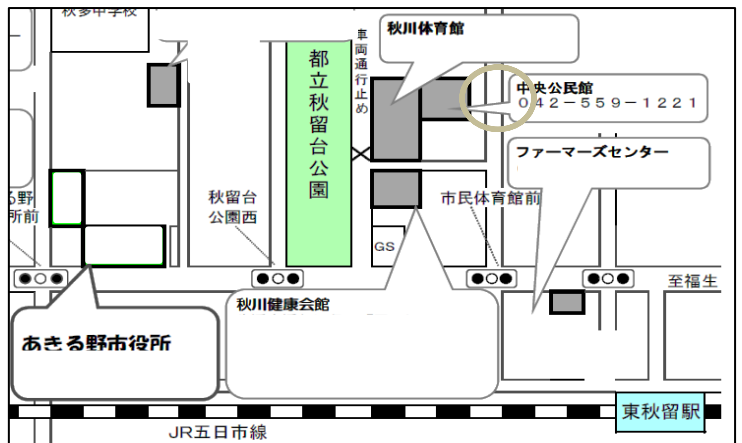 秋多中学校
秋川体育館
車両通行止め
都立秋留台公園
中央公民館
０４２－５５９－１２２１
ファーマーズセンター
る野
所前
秋留台
公園西
市民体育館前
GS
至福生
秋川健康会館
あきる野市役所
東秋留駅
JR五日市線